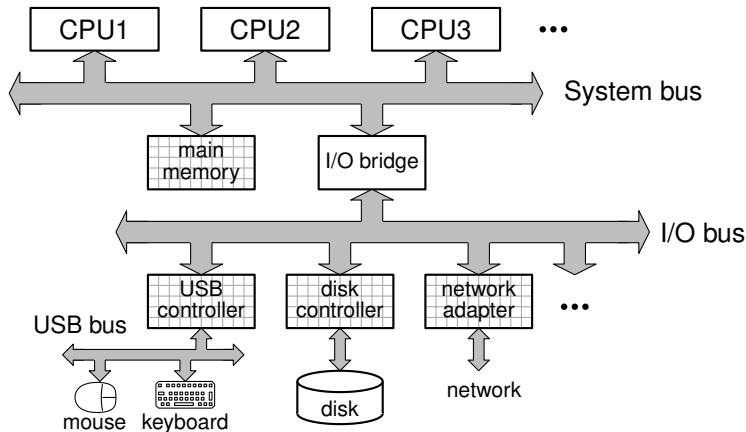 CPU1
CPU2
CPU3
...
System bus
main
memory
I/O bridge
I/O bus
USB
controller
disk
controller
network
adapter
...
USB bus
mouse
keyboard
disk
network